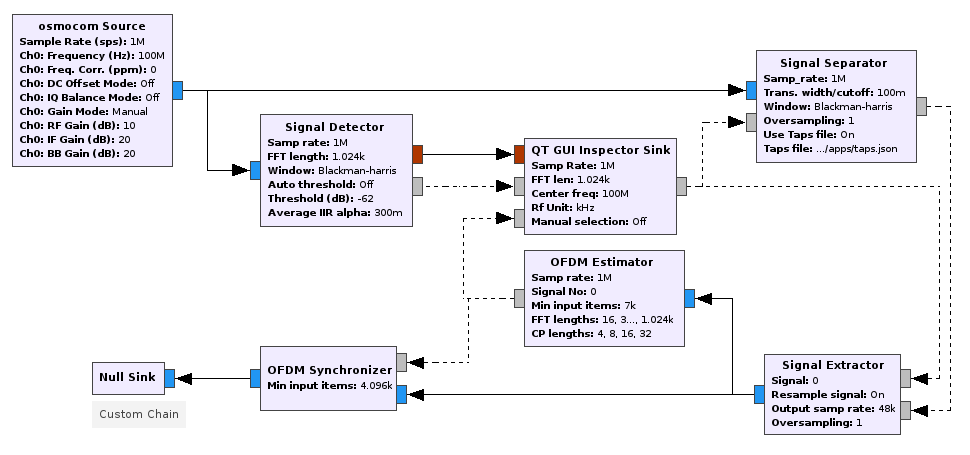 osmocom Source
Sample Rate (sps): 1M
Ch0: Frequency (Hz): 100M
Ch0: Freq. Corr. (ppm): 0
Ch0: DC Offset Mode: Off
Ch0: IQ Balance Mode: Off
Ch0: Gain Mode: Manual
Ch0: RF Gain (dB): 10
Ch0: IF Gain (dB): 20
Ch0: BB Gain (dB): 20
Signal Separator
Samp_rate: 1M
Trans. width/cutoff: 100m
Window: Blackman-harris
Oversampling: 1
Use Taps file: On
Taps file: .../apps/taps.json
Signal Detector
Samp rate: 1M
FFT length: 1.024k
Window: Blackman-harris
Auto threshold: Off
Threshold (dB): -62
Average IIR alpha: 300m
QT GUI Inspector Sink
Samp Rate: 1M
FFT len: 1.024k
Center freq: 100M
Rf Unit: kHz
Manual selection: Off
OFDM Estimator
Samp rate: 1M
Signal No: 0
Min input items: 7k
FFT lengths: 16, 3..., 1.024k
CP lengths: 4, 8, 16, 32
Null Sink
Custom Chain
OFDM Synchronizer
Min input items: 4.096k
Signal Extractor
Signal: 0
Resample signal: On
Output samp rate: 48k
Oversampling: 1